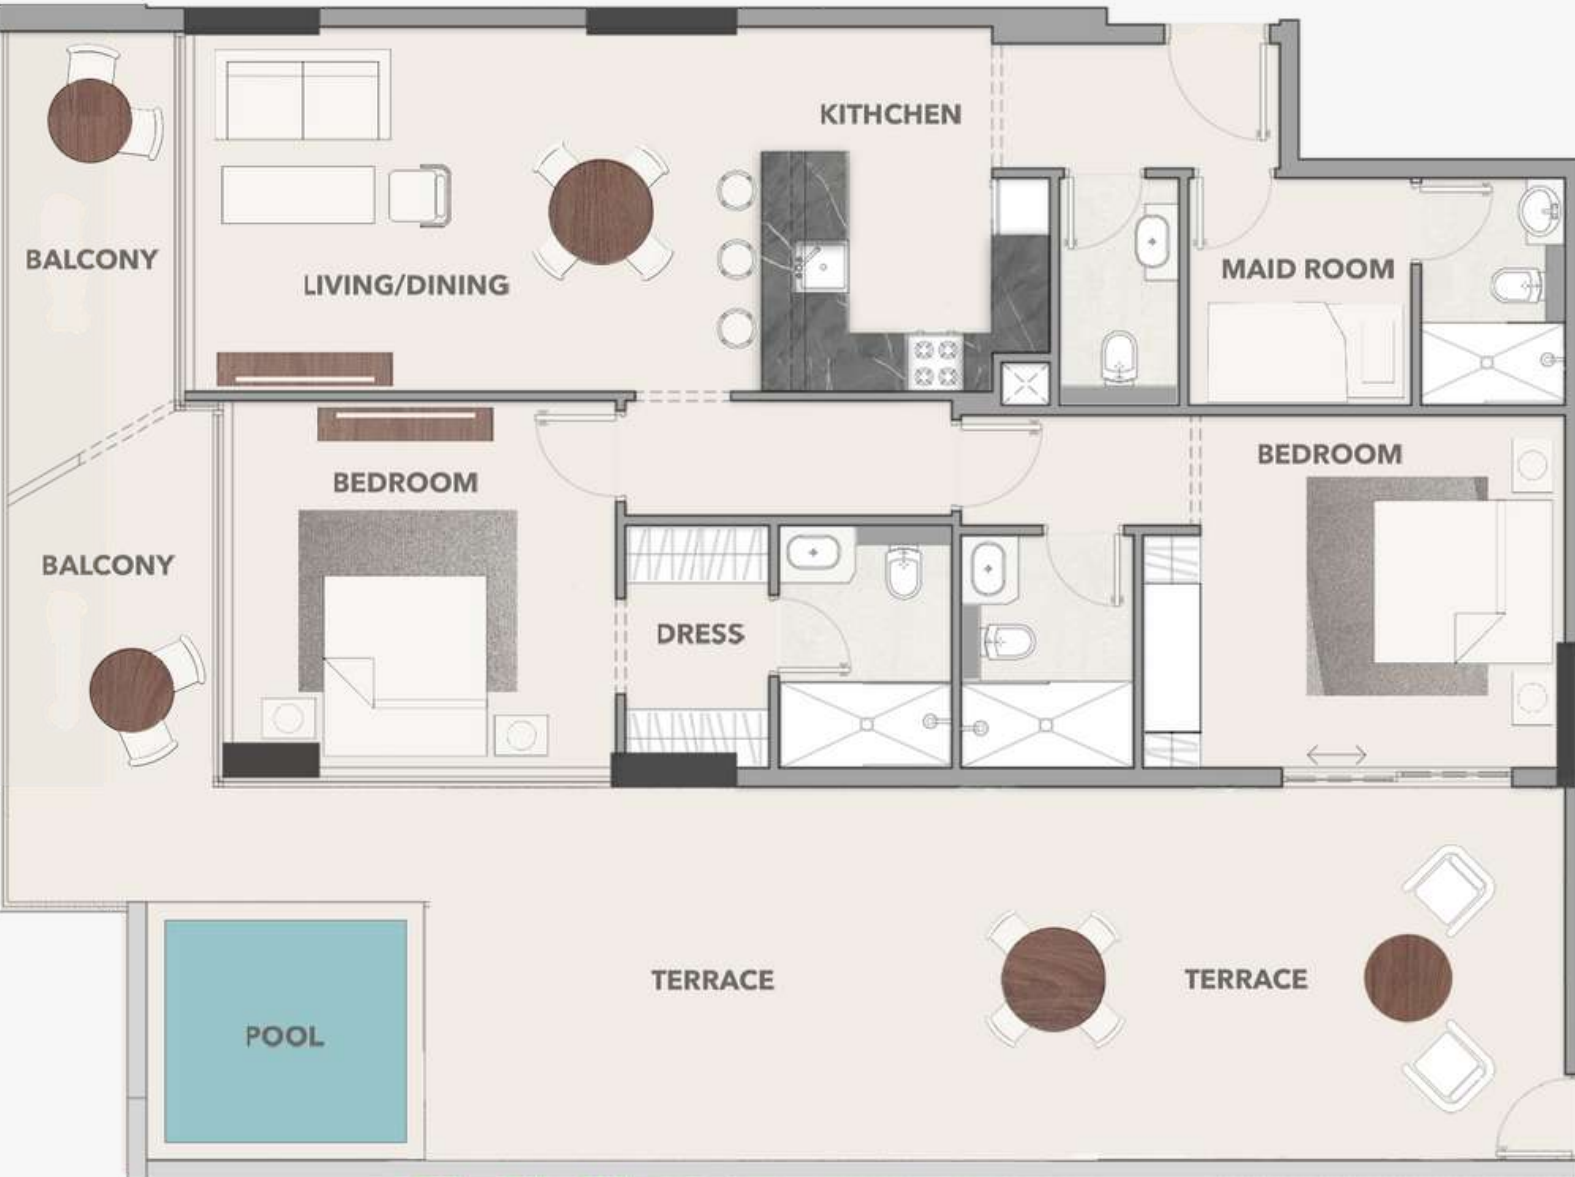 KITHCHEN
BALCONY
LIVING/DINING
MAID ROOM
BEDROOM
BEDROOM
BALCONY
DRESS
TERRACE
TERRACE
POOL